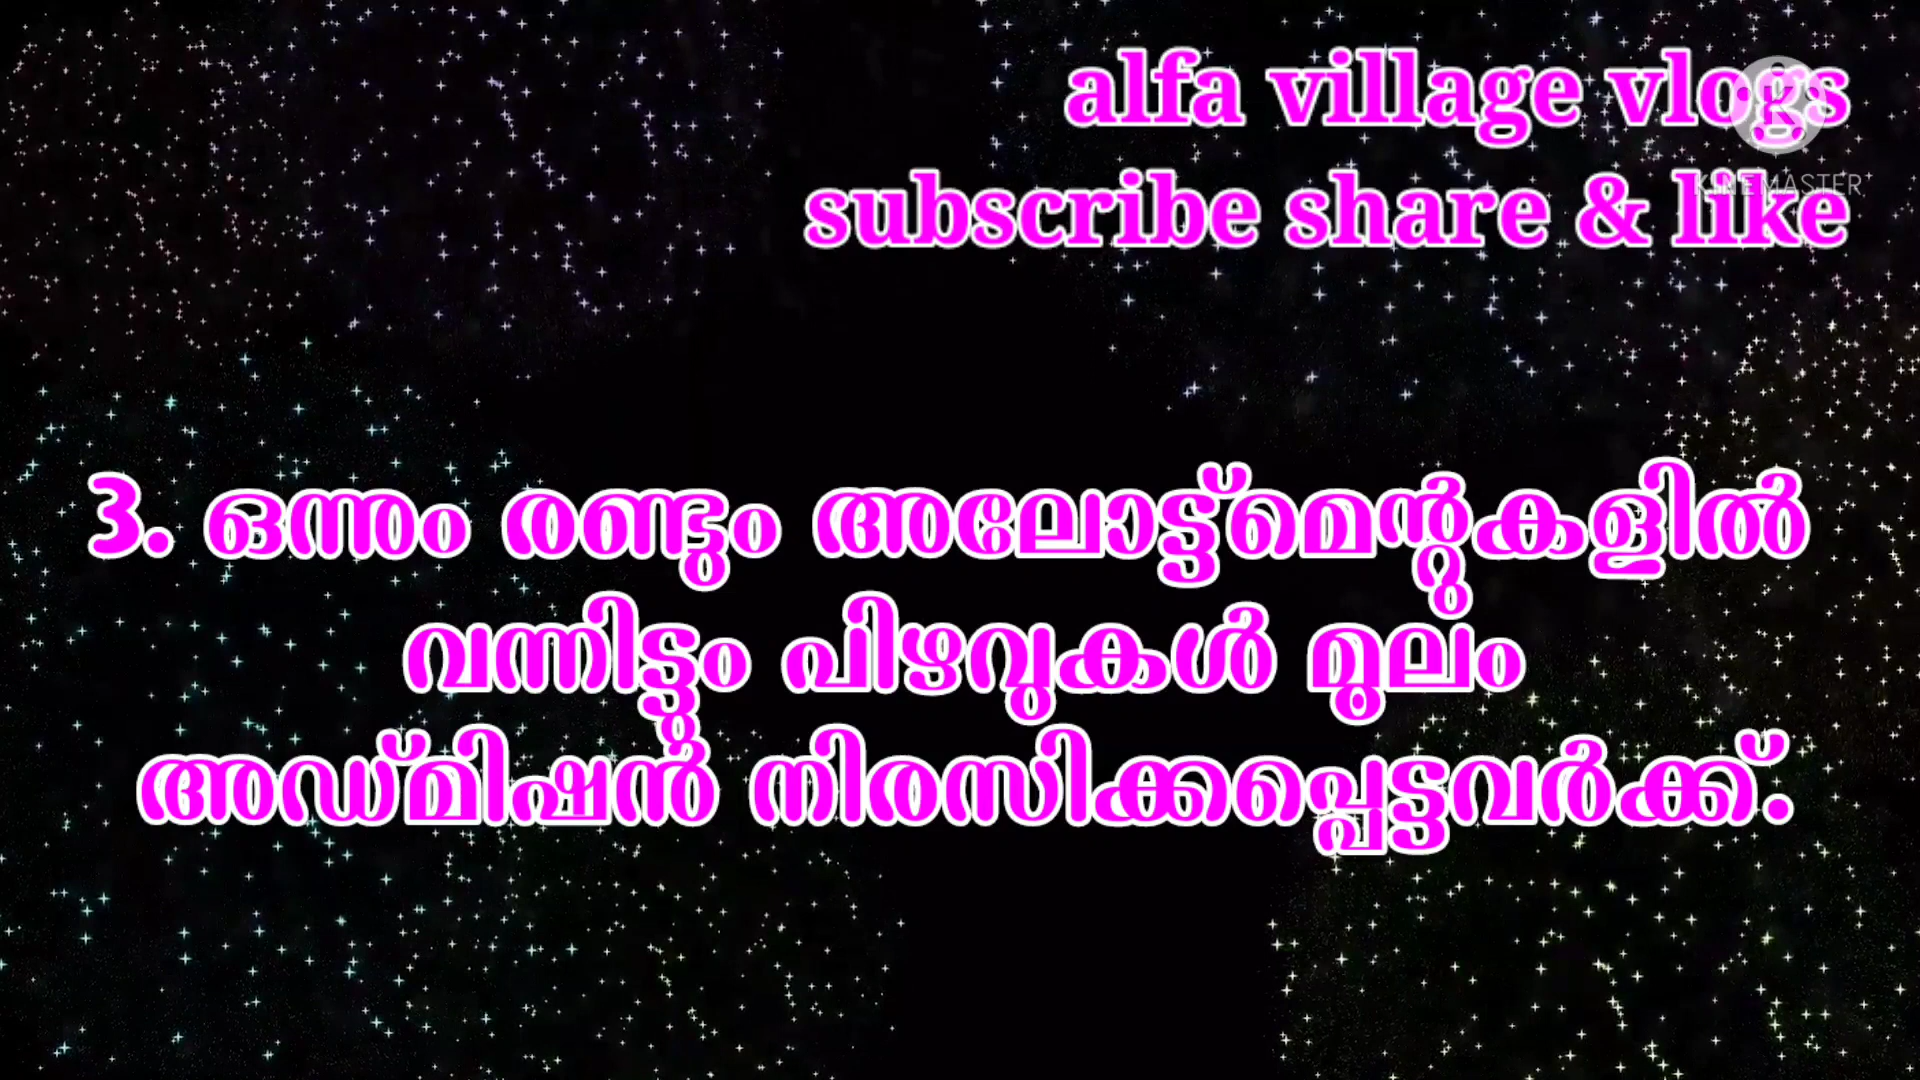 alfa village vlogs
subscribe share & like
KINEMASTER
3. ഒന്നും രണ്ടും അലോട്ട്മെന്റുകളിൽ
വന്നിട്ടും പിഴവുകൾ മൂലം
അഡ്മിഷൻ നിരസിക്കപ്പെട്ടവർക്ക്.